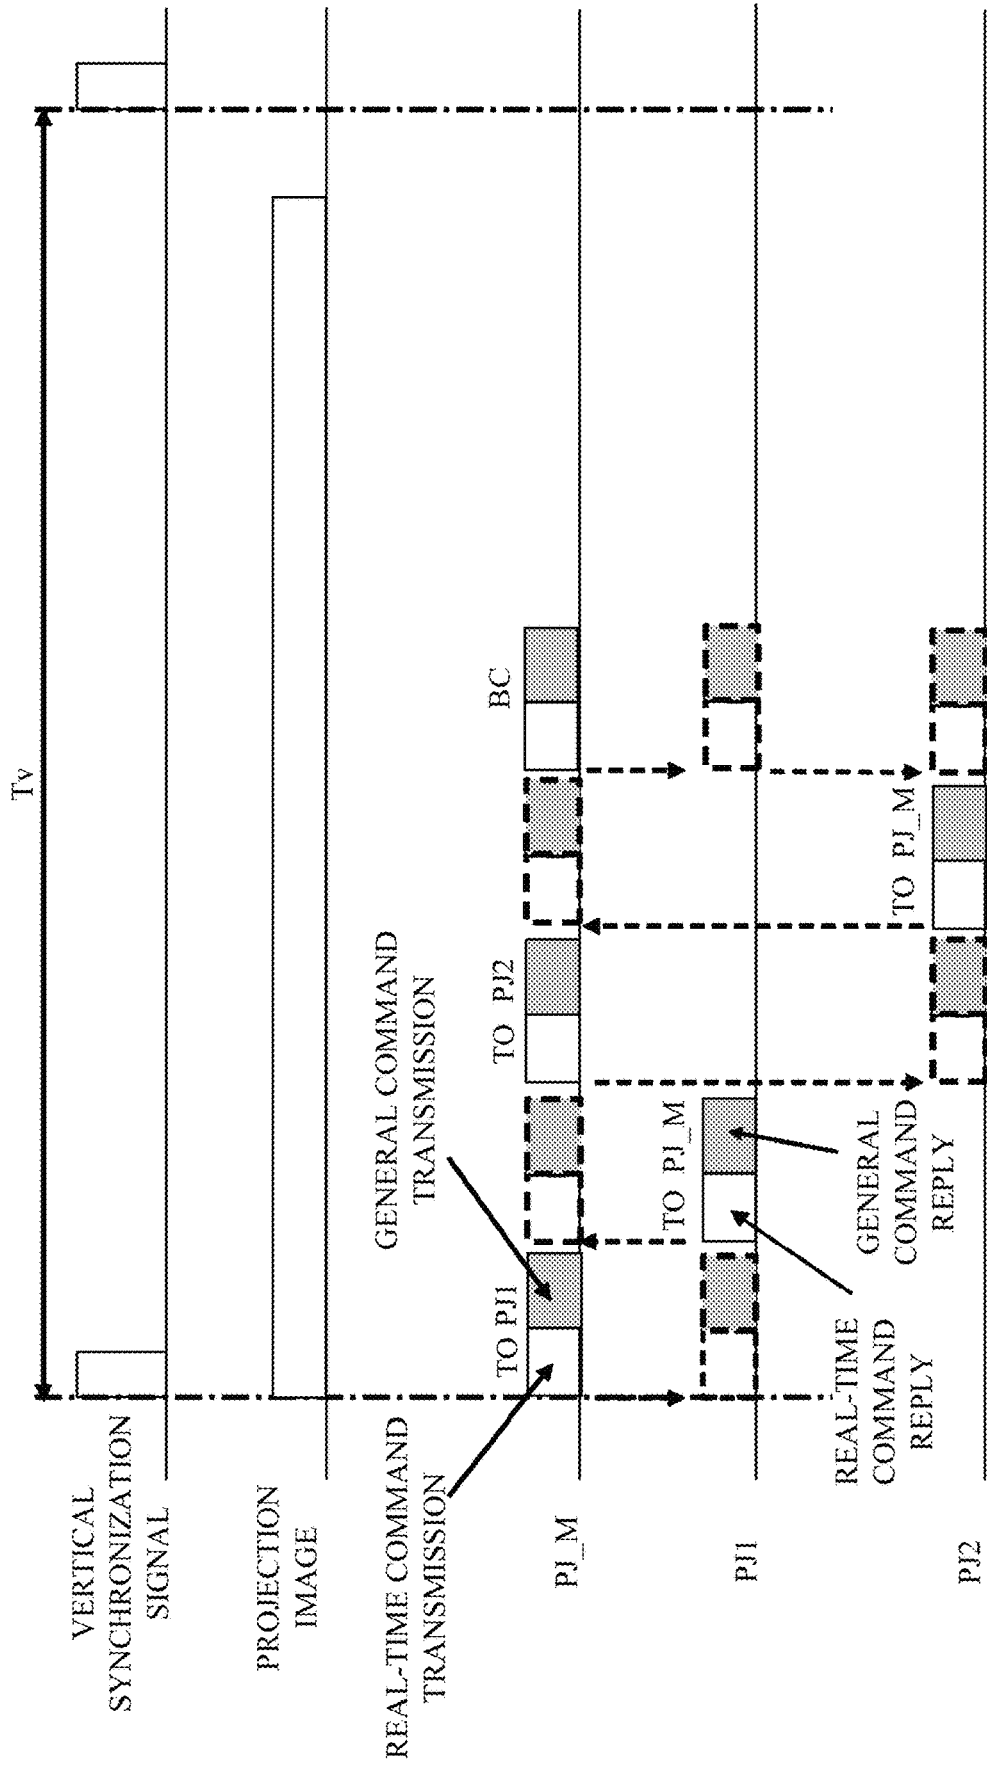 Tv
VERTICAL
SYNCHRONIZATION
SIGNAL
PROJECTION
IMAGE
REAL-TIME COMMAND
TRANSMISSION
GENERAL COMMAND
TRANSMISSION
PJ_M
TO PJ1
TO PJ2
BC
PJ1
TO PJ_M
REAL-TIME
COMMAND
REPLY
GENERAL
COMMAND
REPLY
PJ2
TO PJ_M